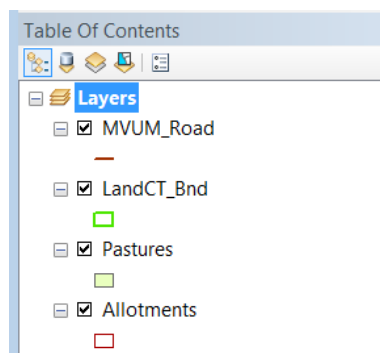 Table Of Contents
Layers
MVUM_Road
LandCT_Bnd
Pastures
Allotments